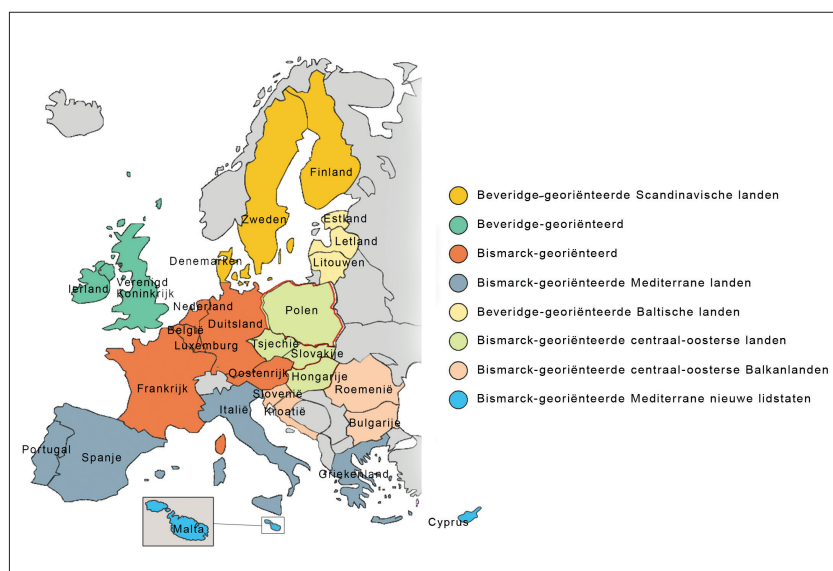 Finland
Zweden
Estland
Letland
Litouwen
Denemarken
Ierland
Verenigd
Koninkrijk
Nederland
Duitsland
Polen
België
Luxemburg
Tsjechië
Slovakije
Oostenrijk
Hongarije
Frankrijk
Slovenië
Roemenië
Italië
Kroatië
Bulgarije
Portugal
Spanje
Griekenland
Malta
Cyprus
Beveridge-georiënteerde Scandinavische landen
Beveridge-georiënteerd
Bismarck-georiënteerd
Bismarck-georiënteerde Mediterrane landen
Beveridge-georiënteerde Baltische landen
Bismarck-georiënteerde centraal-oosterse landen
Bismarck-georiënteerde centraal-oosterse Balkanlanden
Bismarck-georiënteerde Mediterrane nieuwe lidstaten